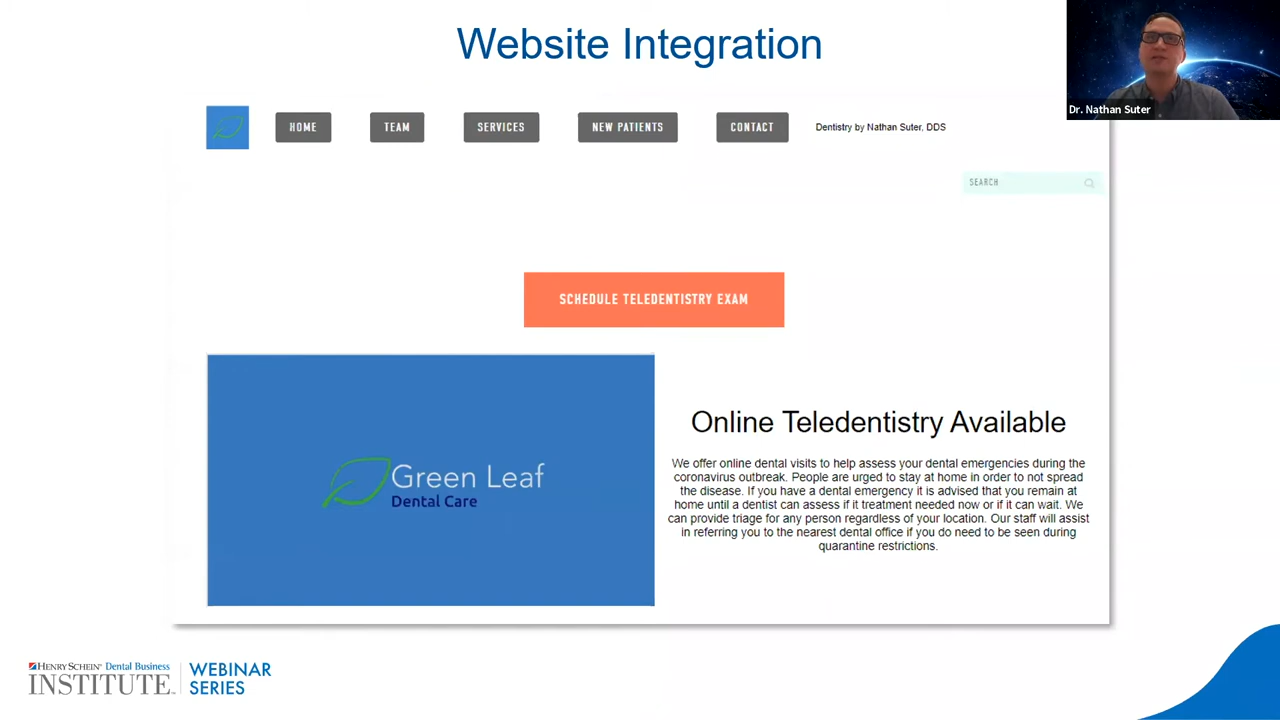 Website Integration
Dr. Nathan Suter
HOME
TEAM
SERVICES
NEW PATIENTS
CONTACT
Dentistry by Nathan Suter, DDS
SEARCH
SCHEDULE TELEDENTISTRY EXAM
Green Leaf
Dental Care
Online Teledentistry Available
We offer online dental visits to help assess your dental emergencies during the
coronavirus outbreak. People are urged to stay at home in order to not spread
the disease. If you have a dental emergency it is advised that you remain at
home until a dentist can assess if it treatment needed now or if it can wait. We
can provide triage for any person regardless of your location. Our staff will assist
in referring you to the nearest dental office if you do need to be seen during
quarantine restrictions.
HENRY SCHEIN® Dental Business
INSTITUTE™
WEBINAR
SERIES